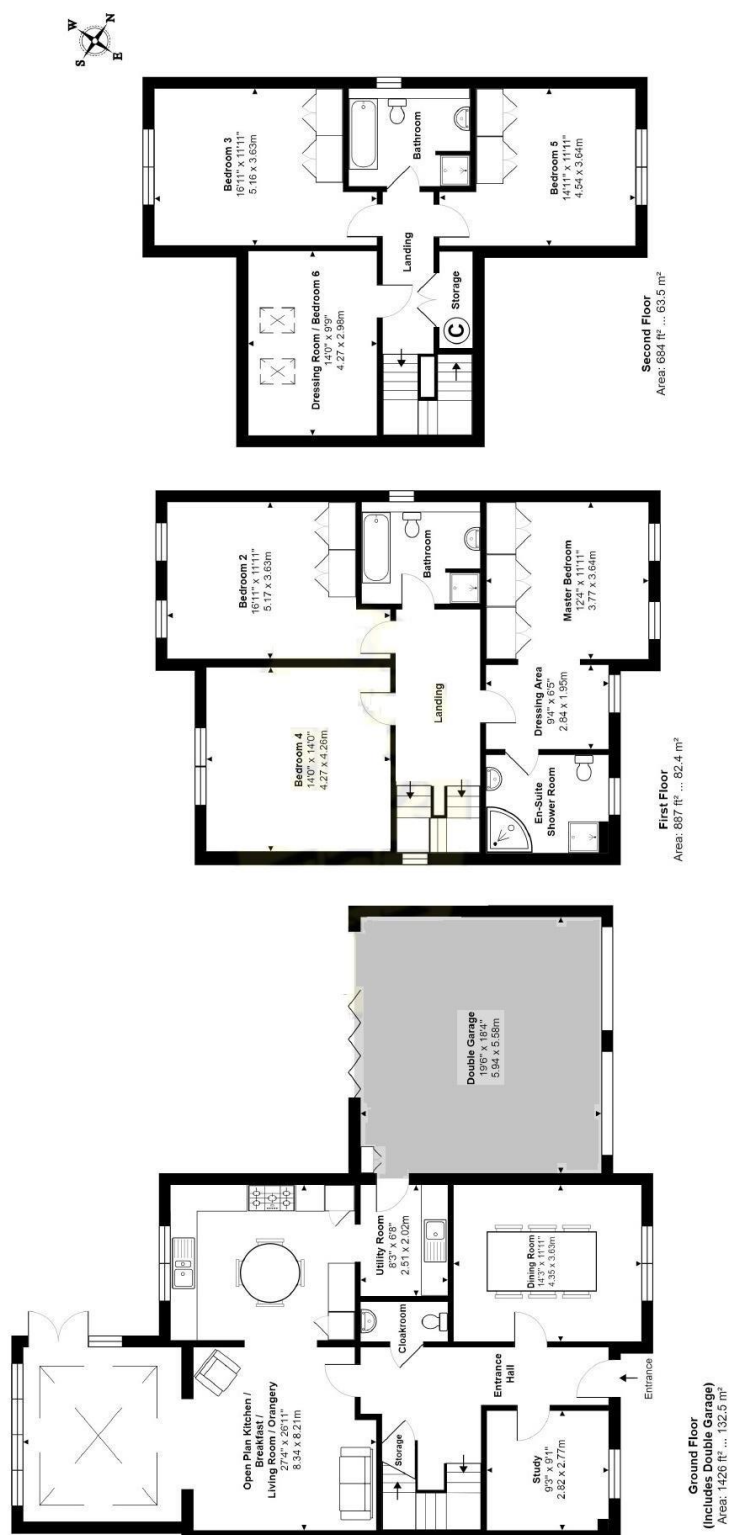 Open Plan Kitchen /
Breakfast /
Living Room / Orangery
27'4" x 26'11"
8.34 x 8.21m
Utility Room
8'3" x 6'8"
2.51 x 2.02m
Double Garage
19'6" x 18'4"
5.94 x 5.58m
Cloakroom
Storage
Dining Room
14'3" x 11'11"
4.35 x 3.63m
Entrance
Hall
Study
9'3" x 9'1"
2.82 x 2.77m
Entrance
Ground Floor
(Includes Double Garage)
Area: 1426 ft² ... 132.5 m²
Bedroom 4
14'0" x 14'0"
4.27 x 4.26m
Bedroom 2
16'11" x 11'11"
5.17 x 3.63m
Bathroom
Landing
En-Suite
Shower Room
Dressing Area
9'4" x 6'5"
2.84 x 1.95m
Master Bedroom
12'4" x 11'11"
3.77 x 3.64m
First Floor
Area: 887 ft² ... 82.4 m²
Dressing Room / Bedroom 6
14'0" x 9'9"
4.27 x 2.98m
Bedroom 3
16'11" x 11'11"
5.16 x 3.63m
Bathroom
Landing
C
Storage
Bedroom 5
14'11" x 11'11"
4.54 x 3.64m
Second Floor
Area: 684 ft² ... 63.5 m²
N
E
S
W